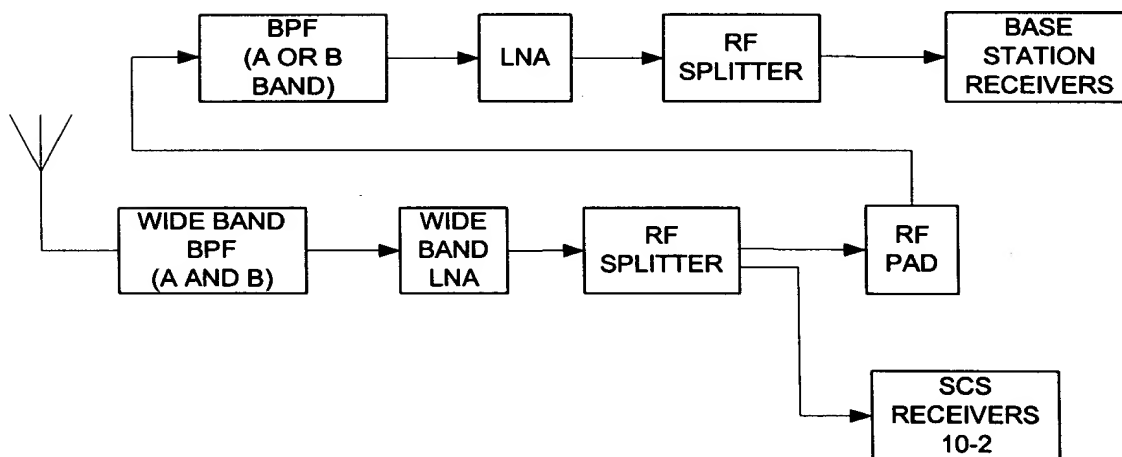 BPF
(A OR B
BAND)
LNA
RF
SPLITTER
BASE
STATION
RECEIVERS
WIDE BAND
BPF
(A AND B)
WIDE
BAND
LNA
RF
SPLITTER
RF
PAD
SCS
RECEIVERS
10-2